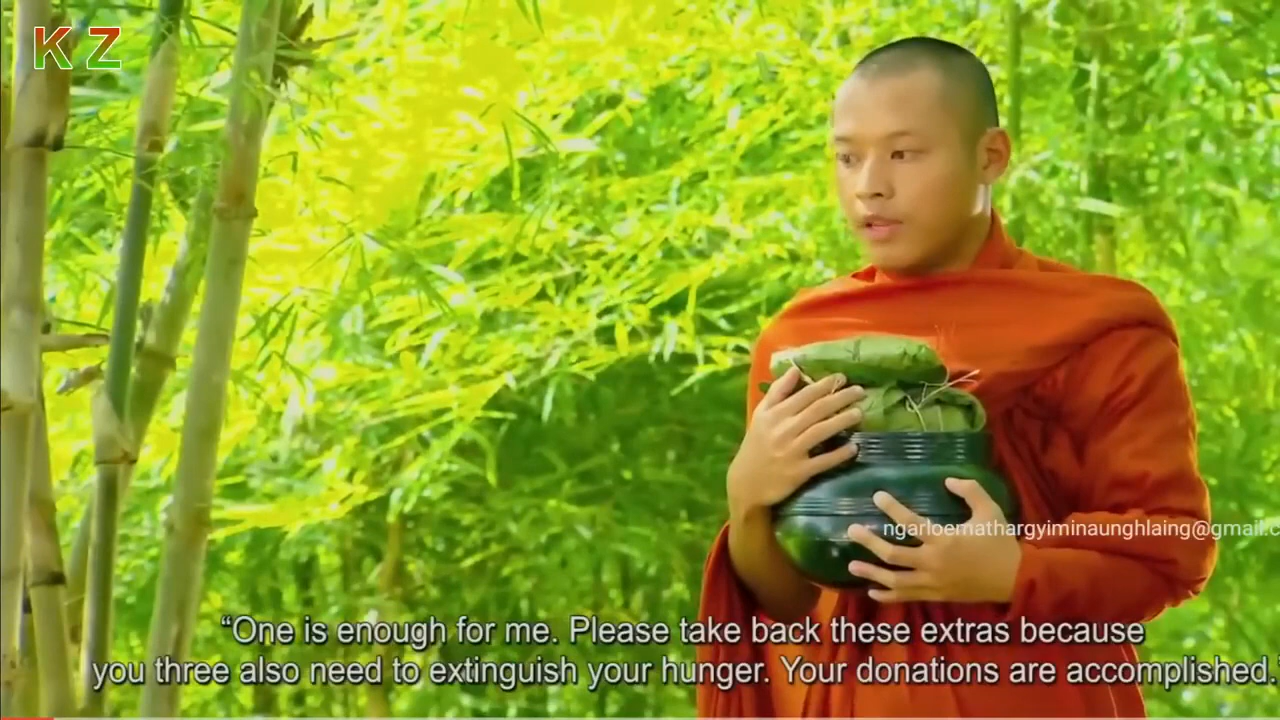 KZ
ngarloemathargyiminaunghlaing@gmail.c
“One is enough for me. Please take back these extras because
you three also need to extinguish your hunger. Your donations are accomplished.”